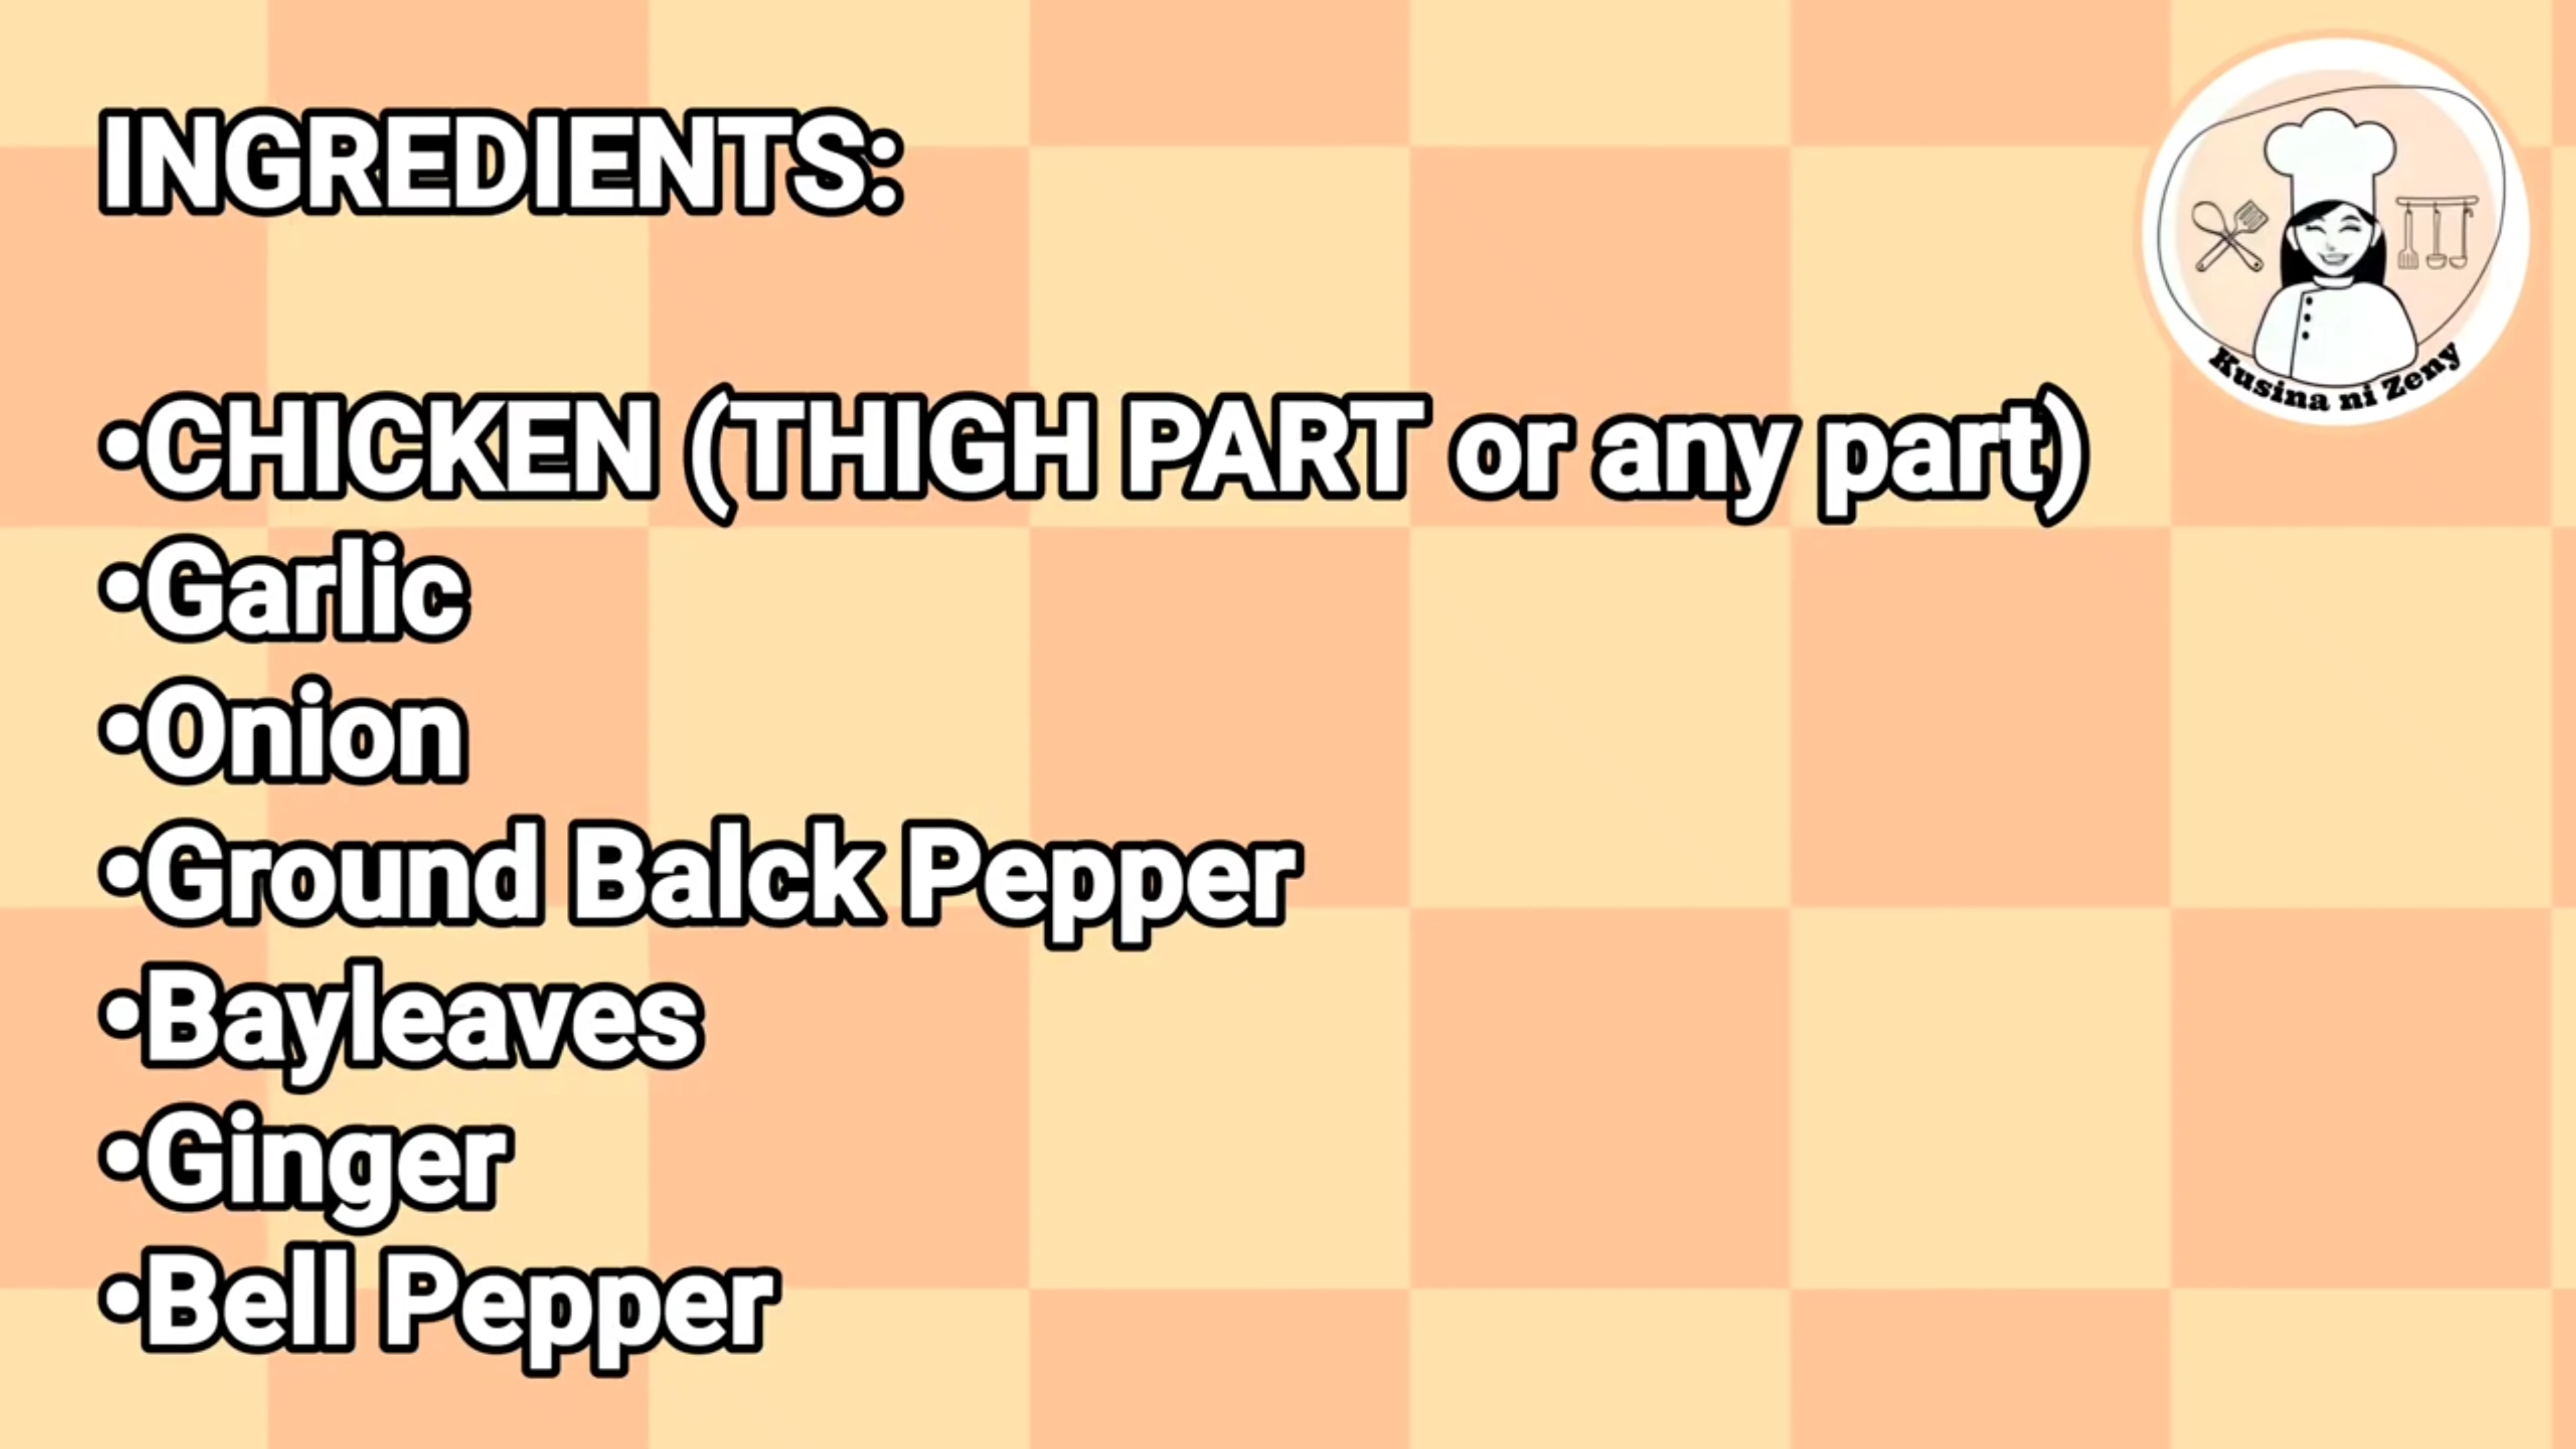 INGREDIENTS:
Kusina ni Zeny
•CHICKEN (THIGH PART or any part)
•Garlic
•Onion
•Ground Balck Pepper
•Bayleaves
•Ginger
•Bell Pepper